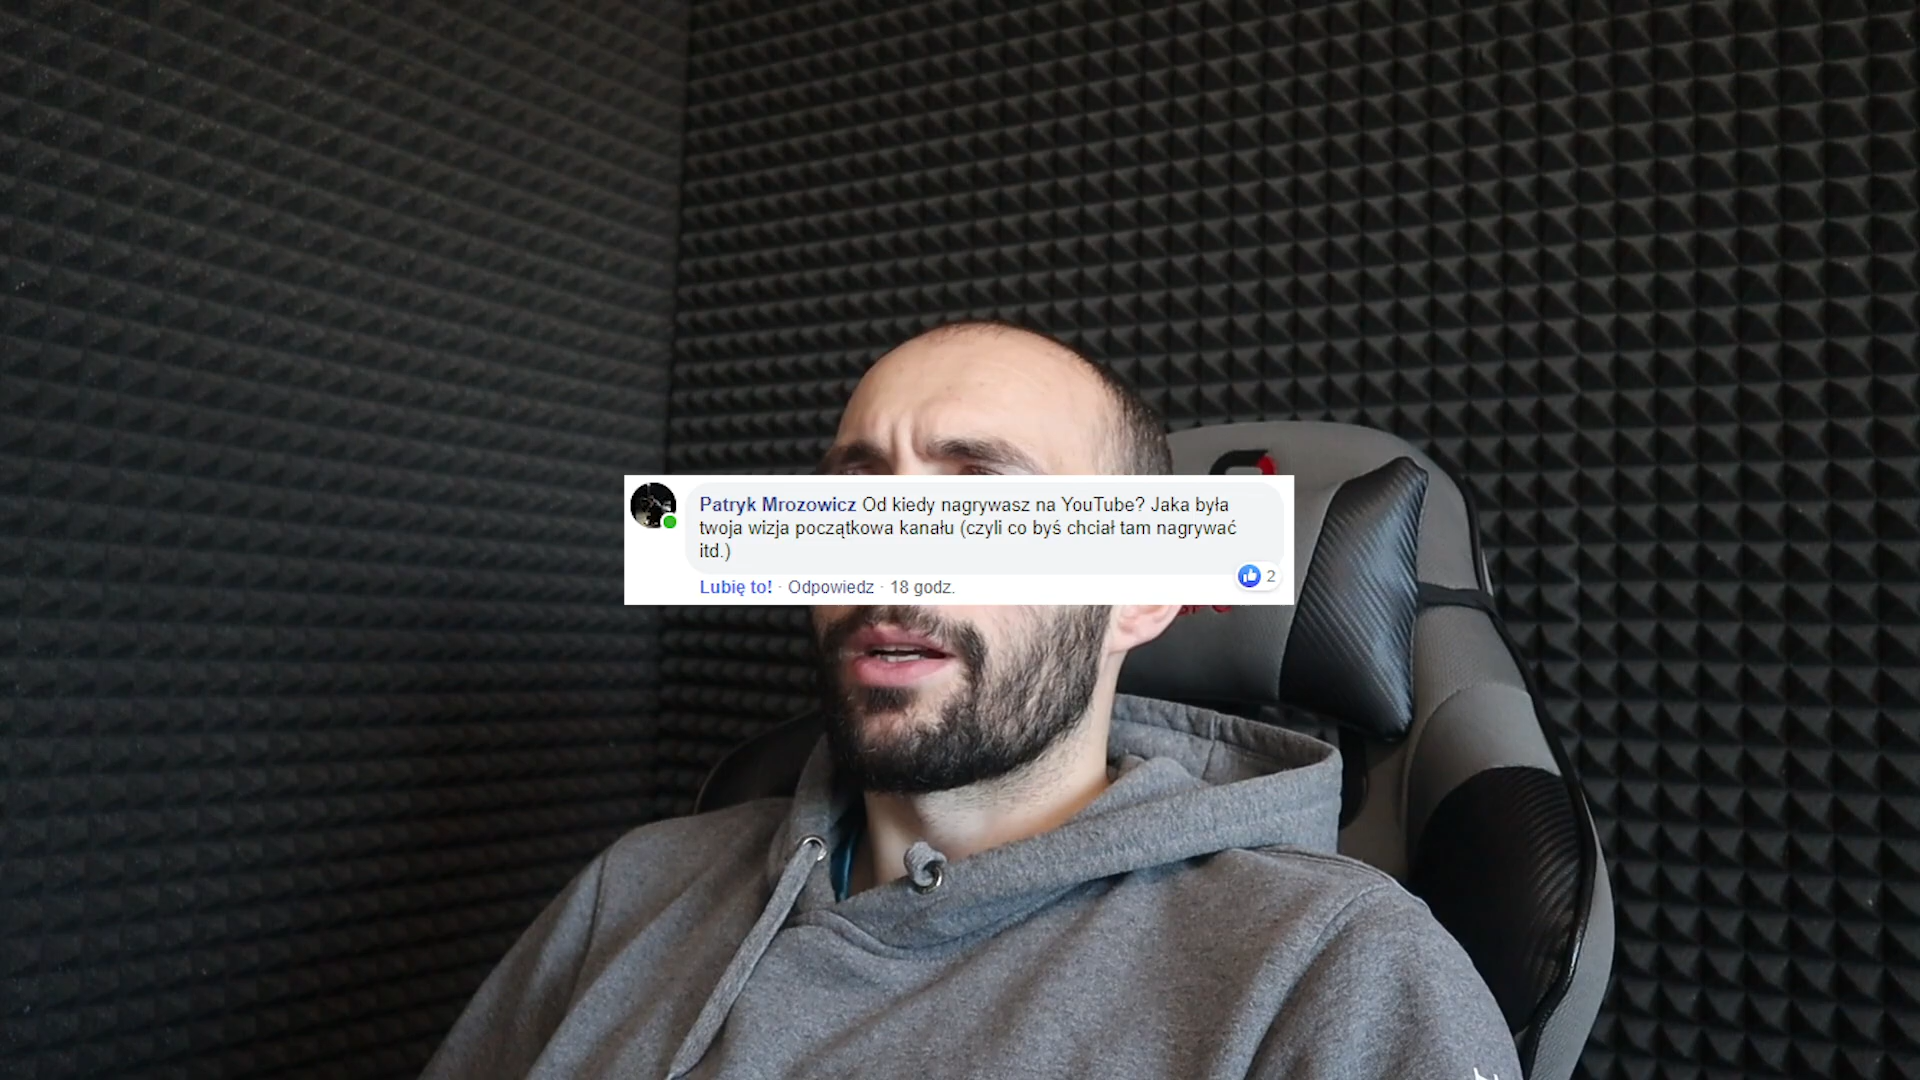 Patryk Mrozowicz Od kiedy nagrywasz na YouTube? Jaka była
twoja wizja początkowa kanału (czyli co byś chciał tam nagrywać
itd.)
2
Lubię to! · Odpowiedz · 18 godz.